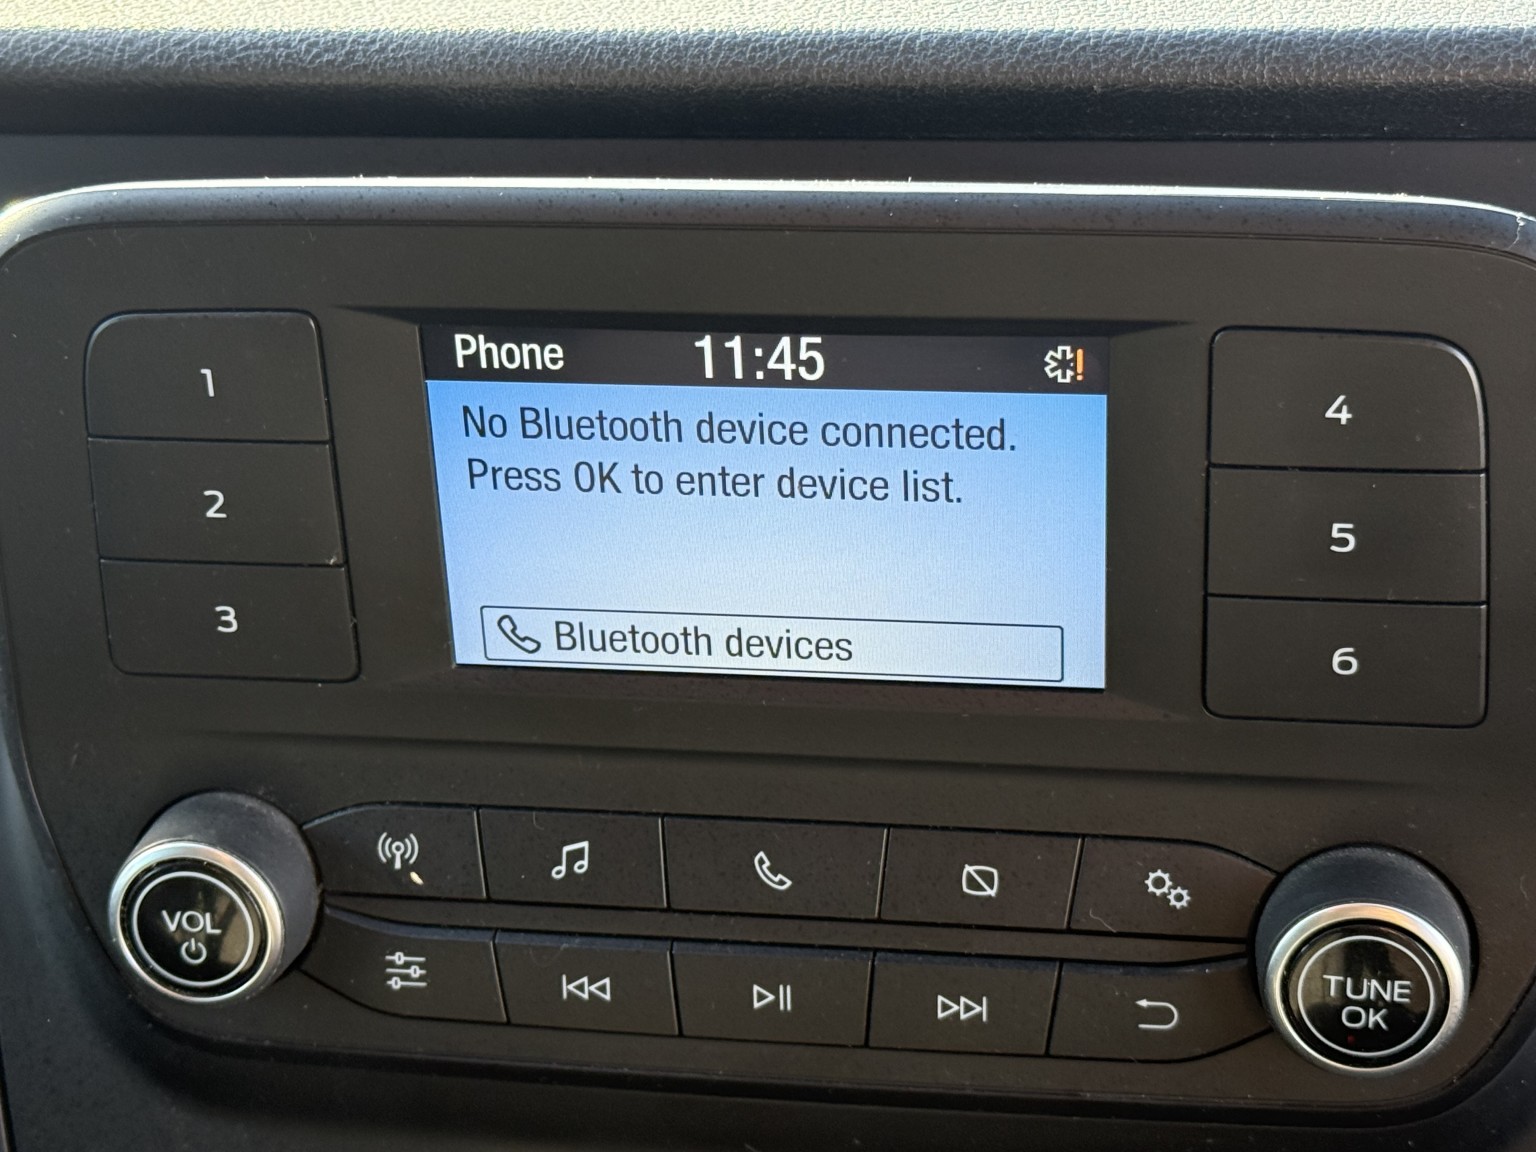 1
2
3
Phone 11:45
No Bluetooth device connected.
Press OK to enter device list.
Bluetooth devices
4
5
6
VOL
TUNE
OK